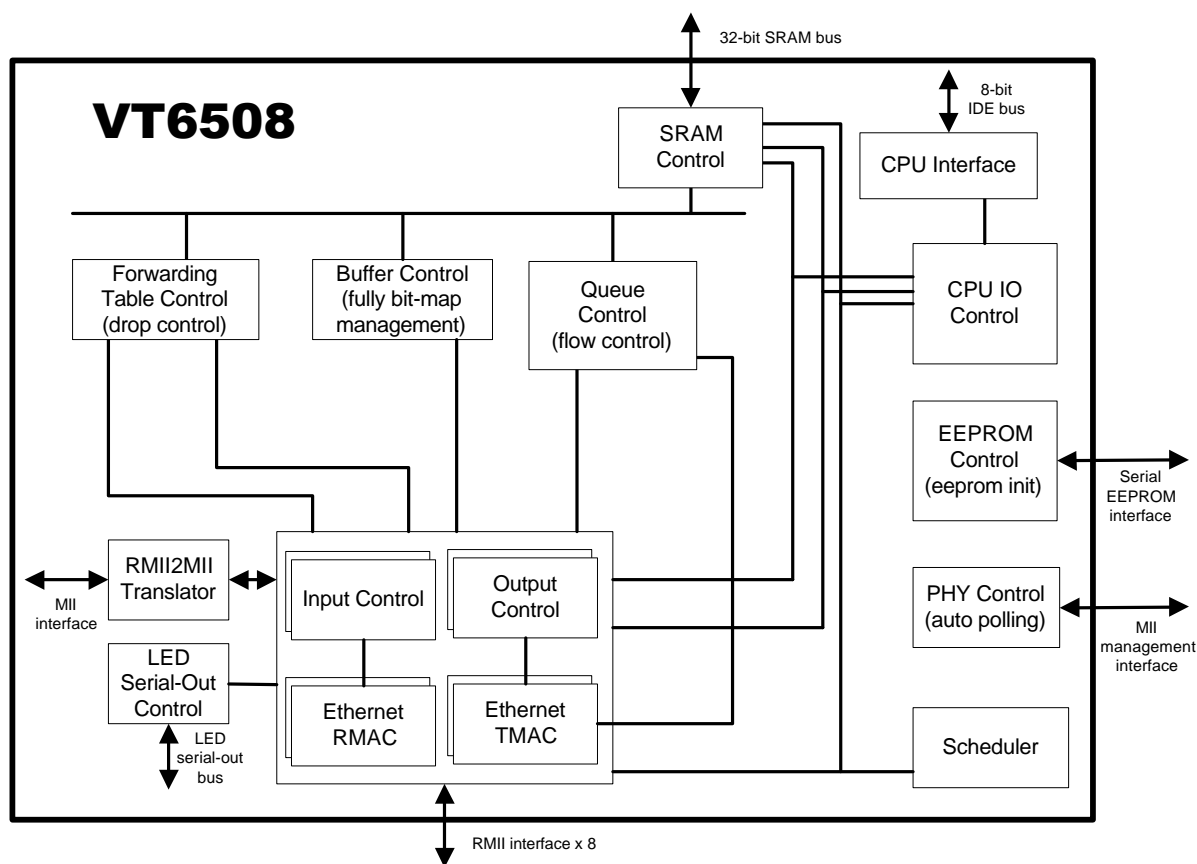 32-bit SRAM bus
VT6508
8-bit
IDE bus
SRAM
Control
CPU Interface
Forwarding
Table Control
(drop control)
Buffer Control
(fully bit-map
management)
Queue
Control
(flow control)
CPU IO
Control
EEPROM
Control
(eeprom init)
Serial
EEPROM
interface
RMII2MII
Translator
MII
interface
Input Control
Output
Control
PHY Control
(auto polling)
MII
management
interface
LED
Serial-Out
Control
LED
serial-out
bus
Ethernet
RMAC
Ethernet
TMAC
Scheduler
RMII interface x 8